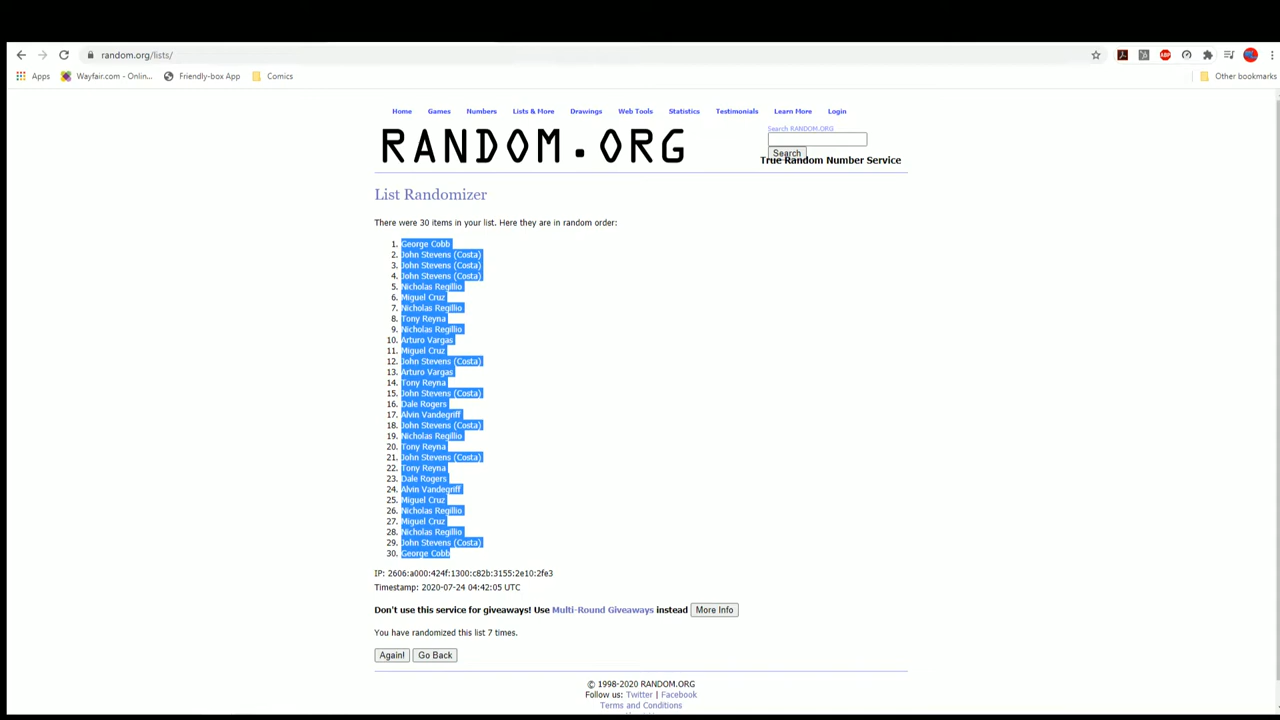 random.org/lists/
Apps Wayfair.com - Onlin... Friendly-box App Comics Other bookmarks
Home Games Numbers Lists & More Drawings Web Tools Statistics Testimonials Learn More Login
RANDOM.ORG
Search RANDOM.ORG
Search
True Random Number Service
List Randomizer
There were 30 items in your list. Here they are in random order:
1. George Cobb
2. John Stevens (Costa)
3. John Stevens (Costa)
4. John Stevens (Costa)
5. Nicholas Regillio
6. Miguel Cruz
7. Nicholas Regillio
8. Tony Reyna
9. Nicholas Regillio
10. Arturo Vargas
11. Miguel Cruz
12. John Stevens (Costa)
13. Arturo Vargas
14. Tony Reyna
15. John Stevens (Costa)
16. Dale Rogers
17. Alvin Vandegriff
18. John Stevens (Costa)
19. Nicholas Regillio
20. Tony Reyna
21. John Stevens (Costa)
22. Tony Reyna
23. Dale Rogers
24. Alvin Vandegriff
25. Miguel Cruz
26. Nicholas Regillio
27. Miguel Cruz
28. Nicholas Regillio
29. John Stevens (Costa)
30. George Cobb
IP: 2606:a000:424f:1300:c82b:3155:2e10:2fe3
Timestamp: 2020-07-24 04:42:05 UTC
Don't use this service for giveaways! Use Multi-Round Giveaways instead More Info
You have randomized this list 7 times.
Again! Go Back
© 1998-2020 RANDOM.ORG
Follow us: Twitter | Facebook
Terms and Conditions